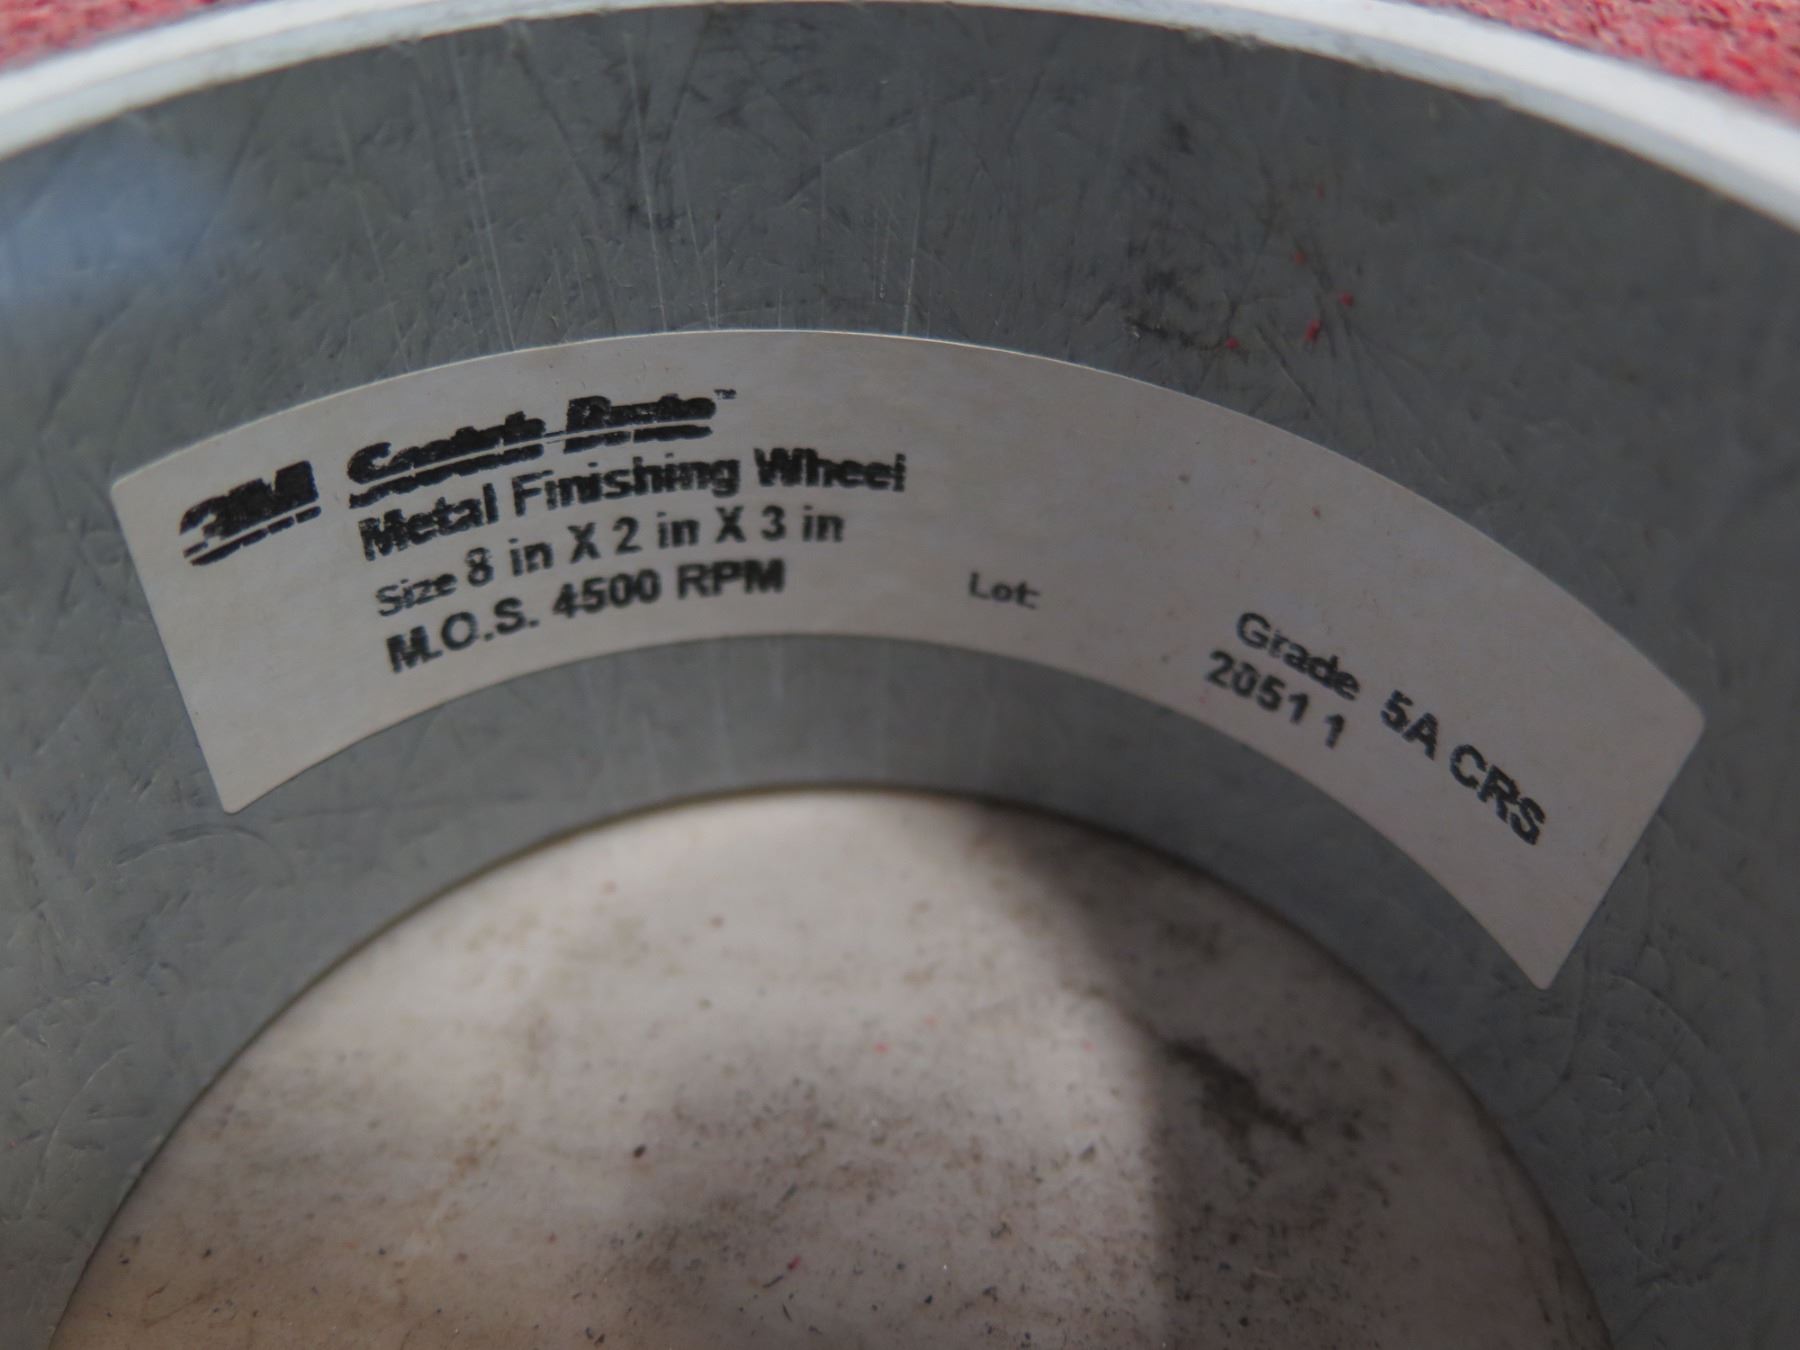 3M Scotch-Brite™
Metal Finishing Wheel
Size 8 in X 2 in X 3 in
M.O.S. 4500 RPM
Lot:
Grade 5A CRS
2051 1